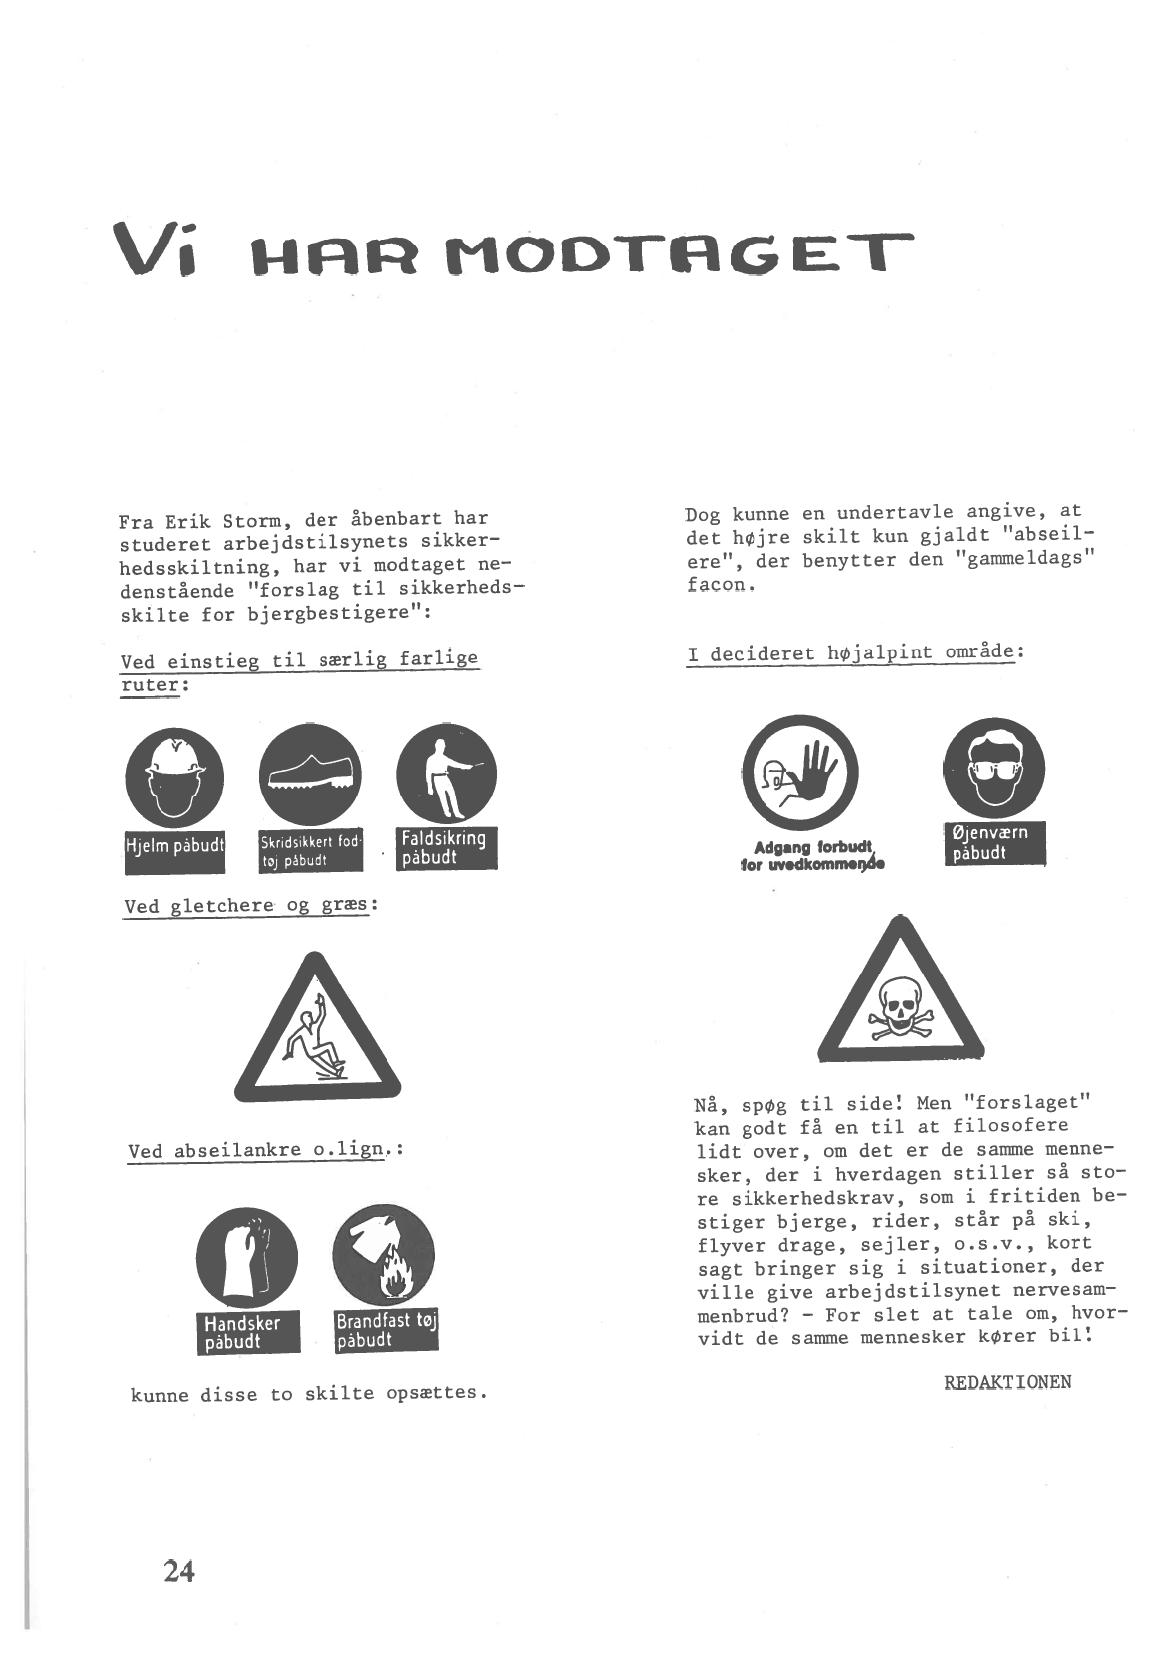 Vi HAR MODTAGET
Fra Erik Storm, der åbenbart har
studeret arbejdstilsynets sikker-
hedsskiltning, har vi modtaget ne-
denstående "forslag til sikkerheds-
skilte for bjergbestigere":
Ved einstieg til særlig farlige
ruter:
Hjelm påbudt
Skridsikkert fod-
tøj påbudt
Faldsikring
påbudt
Ved gletchere og græs:
Ved abseilankre o.lign.:
Handsker
påbudt
Brandfast tøj
påbudt
kunne disse to skilte opsættes.
Dog kunne en undertavle angive, at
det højre skilt kun gjaldt "abseil-
ere", der benytter den "gammeldags"
facon.
I decideret højalpint område:
Adgang forbudt
for uvedkommende
Øjenværn
påbudt
Nå, spøg til side! Men "forslaget"
kan godt få en til at filosofere
lidt over, om det er de samme menne-
sker, der i hverdagen stiller så sto-
re sikkerhedskrav, som i fritiden be-
stiger bjerge, rider, står på ski,
flyver drage, sejler, o.s.v., kort
sagt bringer sig i situationer, der
ville give arbejdstilsynet nervesam-
menbrud? - For slet at tale om, hvor-
vidt de samme mennesker kører bil!
REDAKTIONEN
24